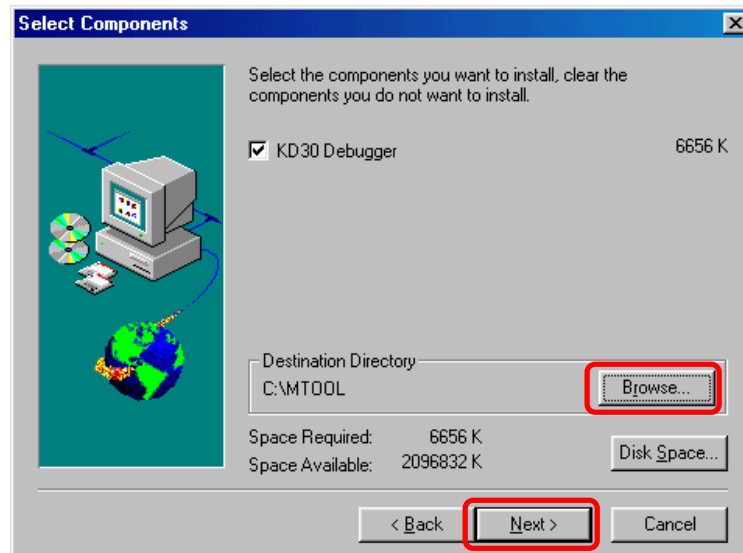 Select Components
Select the components you want to install, clear the
components you do not want to install.
KD30 Debugger 6656 K
Destination Directory
C:\MTOOL Browse...
Space Required: 6656 K
Space Available: 2096832 K Disk Space...
< Back Next > Cancel